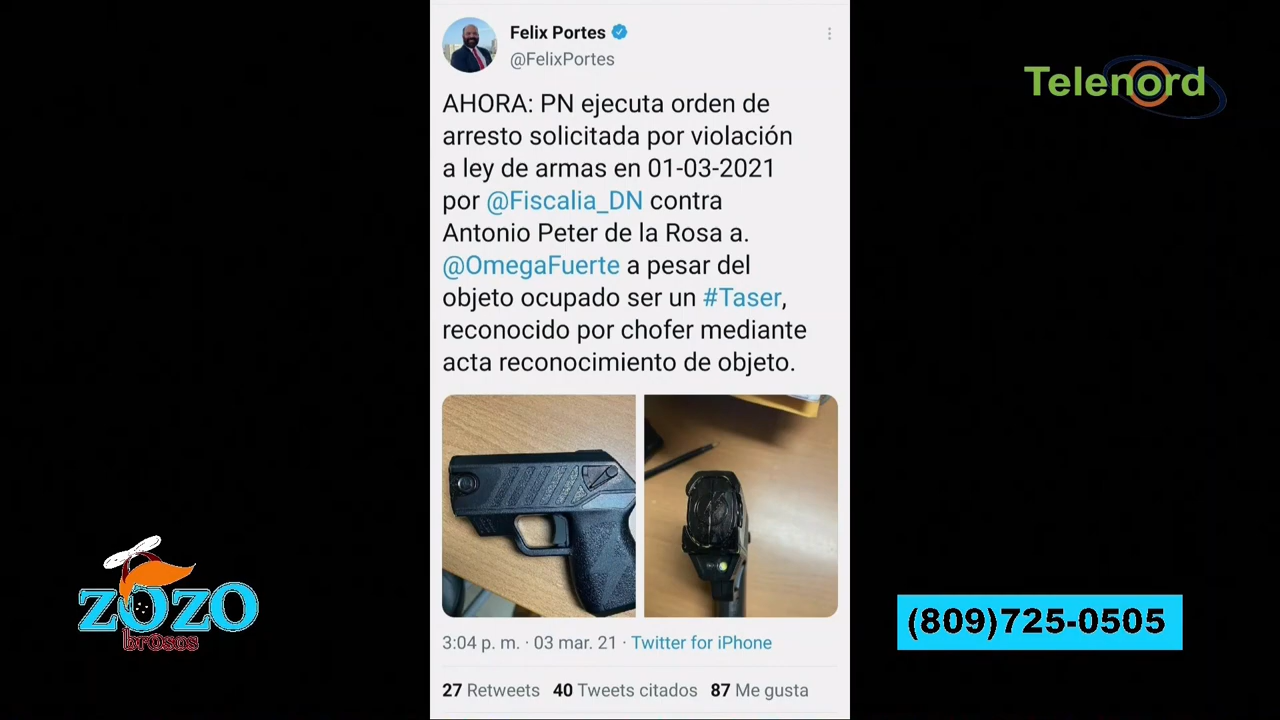 Felix Portes
@FelixPortes
Telenord
AHORA: PN ejecuta orden de
arresto solicitada por violación
a ley de armas en 01-03-2021
por @Fiscalia_DN contra
Antonio Peter de la Rosa a.
@OmegaFuerte a pesar del
objeto ocupado ser un #Taser,
reconocido por chofer mediante
acta reconocimiento de objeto.
zozo
broses
(809)725-0505
3:04 p. m. · 03 mar. 21 · Twitter for iPhone
27 Retweets 40 Tweets citados 87 Me gusta